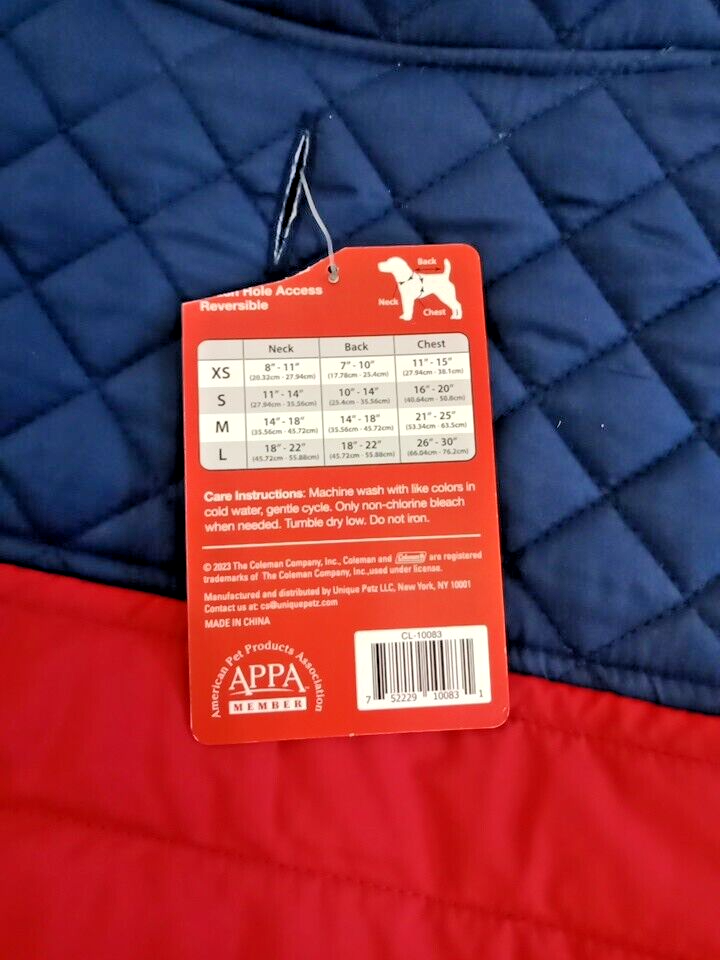 Hole Access
Reversible
Back
Neck
Chest
Neck Back Chest
XS 8" - 11" 7" - 10" 11" - 15"
(20.32cm - 27.94cm) (17.78cm - 25.4cm) (27.94cm - 38.1cm)
S 11" - 14" 10" - 14" 16" - 20"
(27.94cm - 35.56cm) (25.4cm - 35.56cm) (40.64cm - 50.8cm)
M 14" - 18" 14" - 18" 21" - 25"
(35.56cm - 45.72cm) (35.56cm - 45.72cm) (53.34cm - 63.5cm)
L 18" - 22" 18" - 22" 26" - 30"
(45.72cm - 55.88cm) (45.72cm - 55.88cm) (66.04cm - 76.2cm)
Care Instructions: Machine wash with like colors in
cold water, gentle cycle. Only non-chlorine bleach
when needed. Tumble dry low. Do not iron.
© 2023 The Coleman Company, Inc., Coleman and Coleman® are registered
trademarks of The Coleman Company, Inc.,used under license.
Manufactured and distributed by Unique Petz LLC, New York, NY 10001
Contact us at: cs@uniquepetz.com
MADE IN CHINA
American Pet Products Association
APPA
MEMBER
CL-10083
7 52229 10083 1